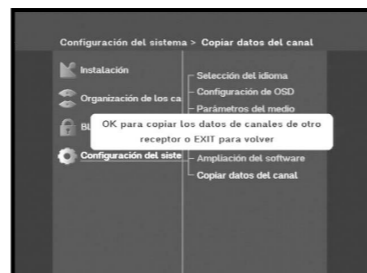 Configuración del sistema > Copiar datos del canal
Instalación
Organización de los ca
Bl
Configuración del siste
Selección del idioma
Configuración de OSD
Parámetros del medio
OK para copiar los datos de canales de otro
receptor o EXIT para volver
Ampliación del software
Copiar datos del canal